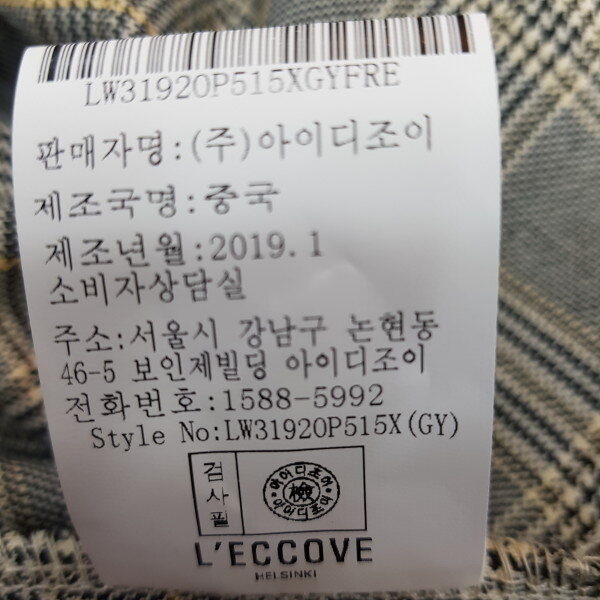 LW31920P515XGYFRE
판매자명:(주)아이디조이
제조국명:중국
제조년월:2019.1
소비자상담실
주소:서울시 강남구 논현동
46-5 보인제빌딩 아이디조이
전화번호:1588-5992
Style No:LW31920P515X(GY)
검사필
아이디조이
檢
아이디조이
L'ECCOVE
HELSINKI